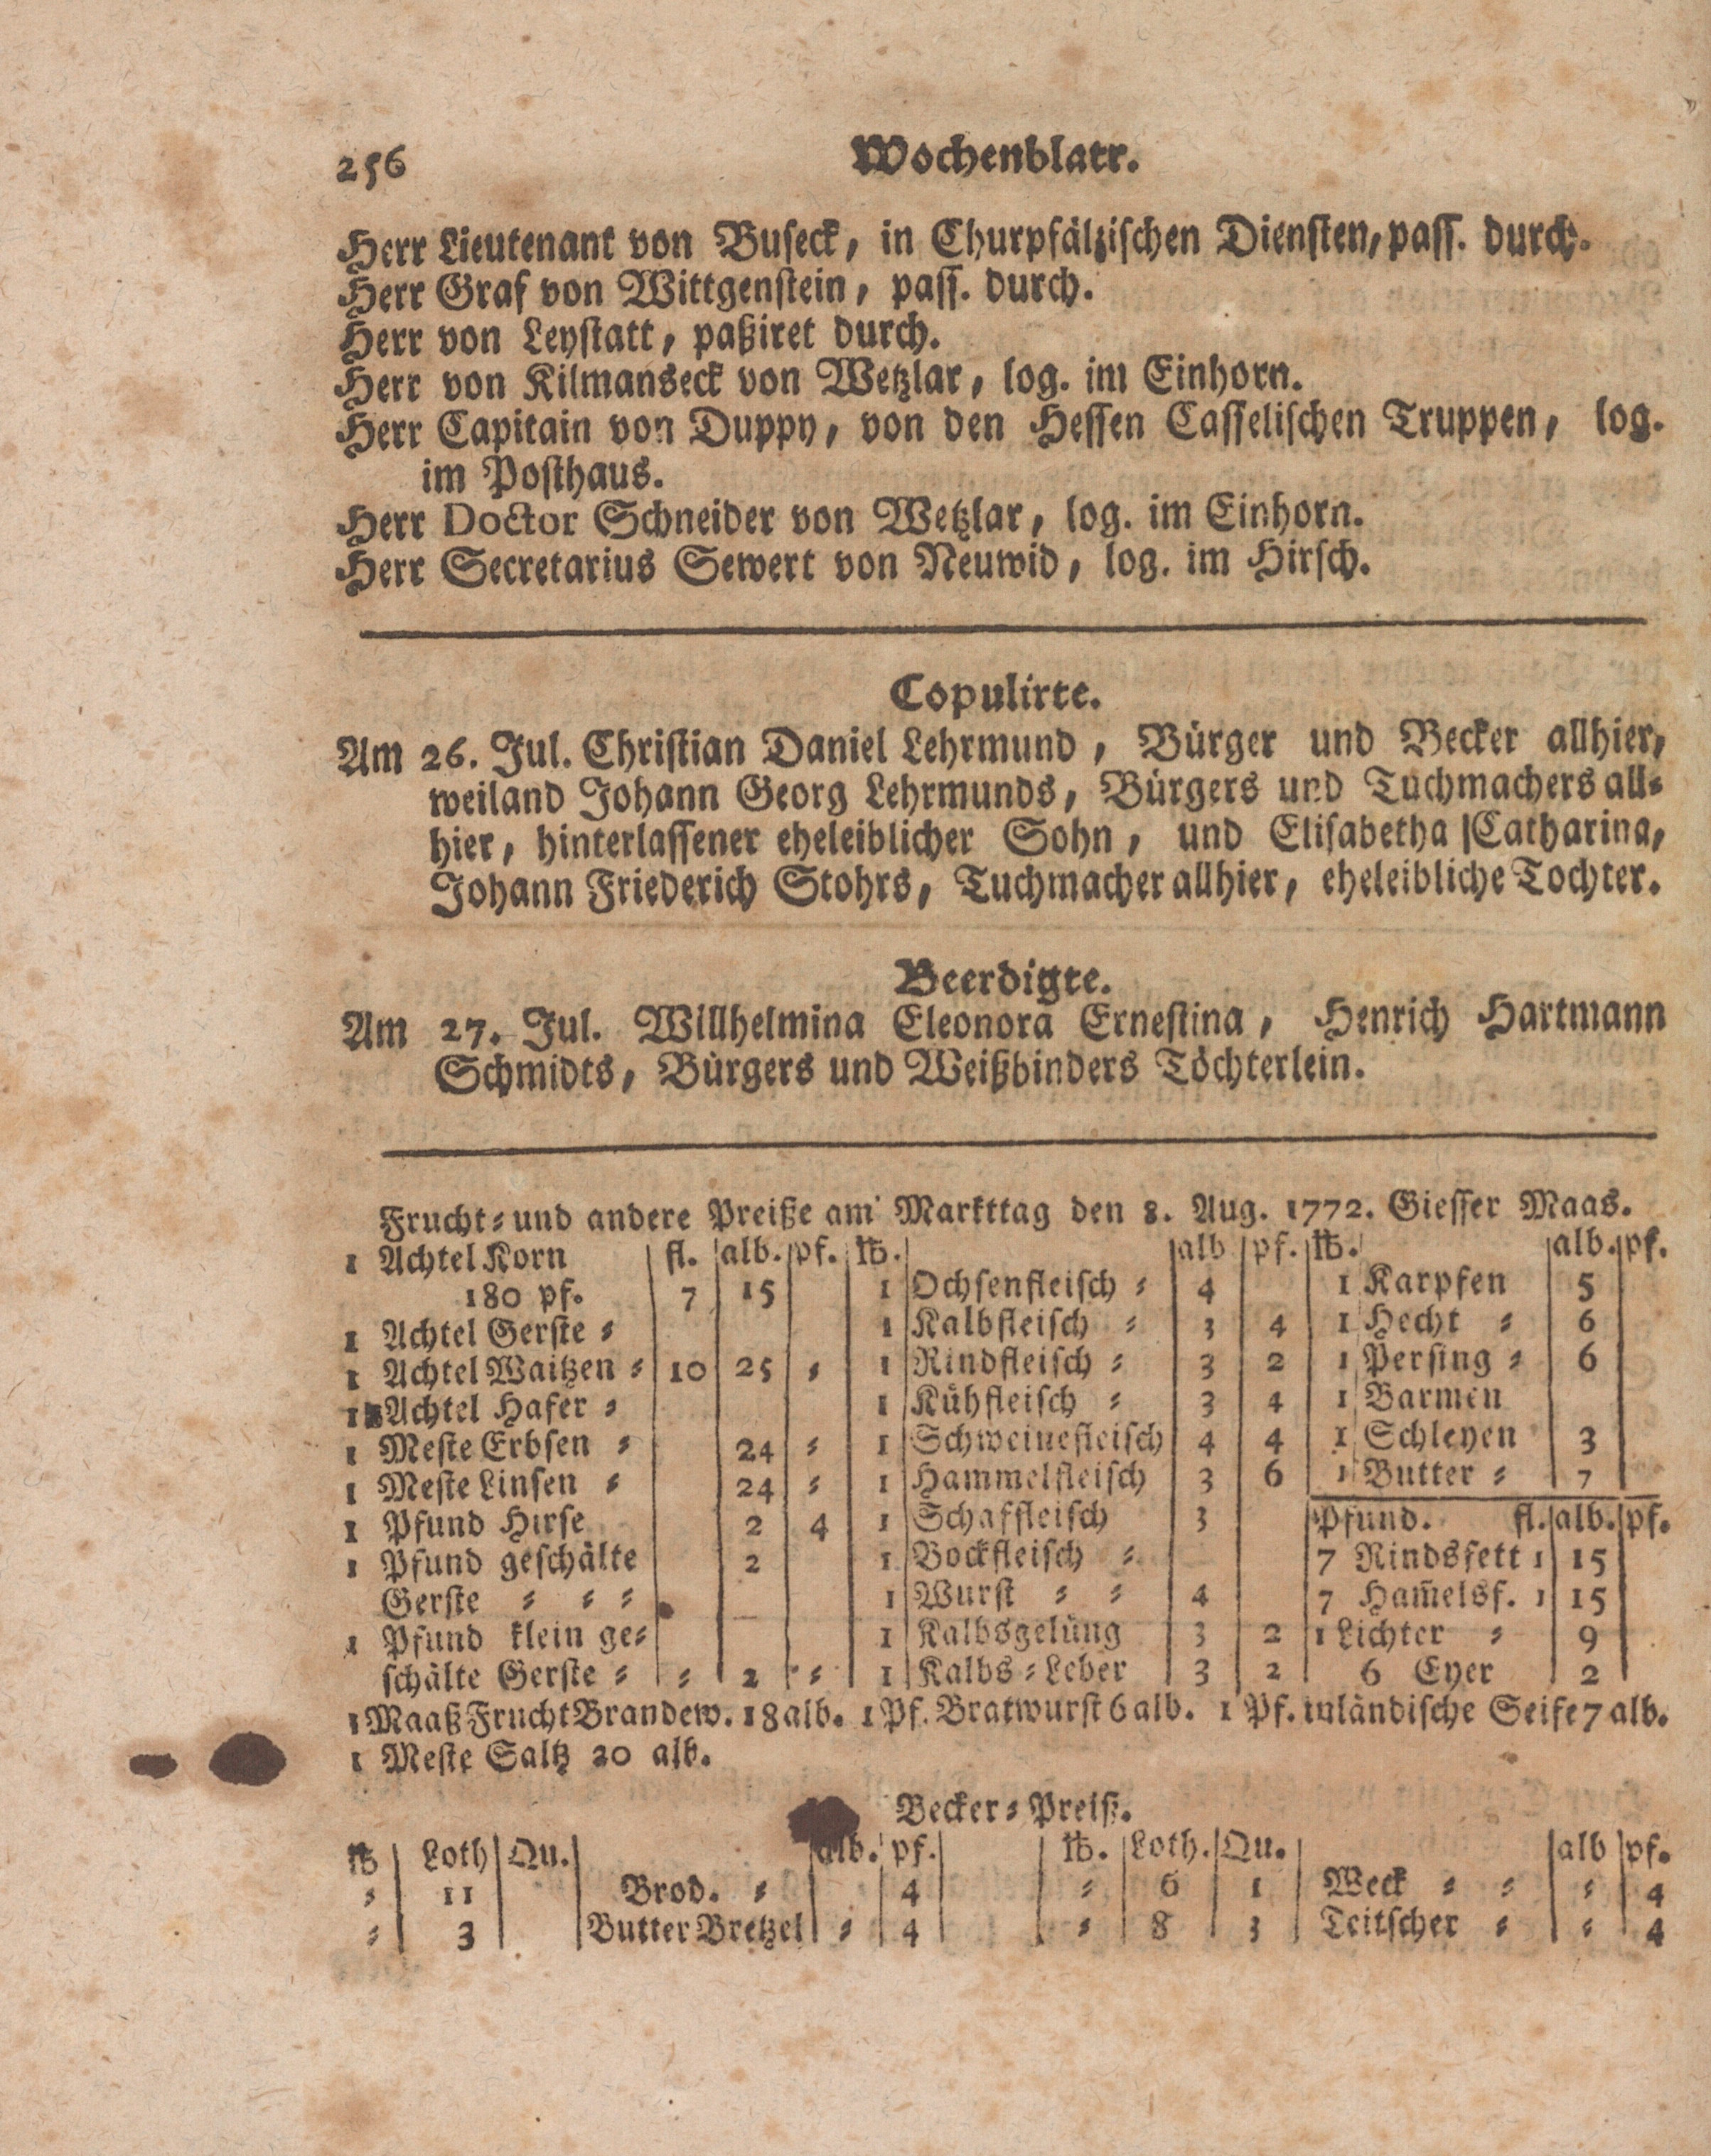 256 Wochenblatt.
Herr Lieutenant von Buseck, in Churpfälzischen Diensten, pass. durch.
Herr Graf von Wittgenstein, pass. durch.
Herr von Leystatt, paßiret durch.
Herr von Kilmanseck von Wetzlar, log. im Einhorn.
Herr Capitain von Duppy, von den Hessen Casselischen Truppen, log.
im Posthaus.
Herr Doctor Schneider von Wetzlar, log. im Einhorn.
Herr Secretarius Sewert von Neuwid, log. im Hirsch.
Copulirte.
Am 26. Jul. Christian Daniel Lehrmund, Bürger und Becker allhier,
weiland Johann Georg Lehrmunds, Bürgers und Tuchmachers all⸗
hier, hinterlassener eheleiblicher Sohn, und Elisabetha Catharina,
Johann Friederich Stohrs, Tuchmacher allhier, eheleibliche Tochter.
Beerdigte.
Am 27. Jul. Willhelmina Eleonora Ernestina, Henrich Hartmann
Schmidts, Bürgers und Weißbinders Töchterlein.
Frucht⸗ und andere Preiße am Markttag den 8. Aug. 1772. Giesser Maas.
1 Achtel Korn | fl. | alb. | pf. | ℔. | | alb | pf. | ℔. | | alb. | pf.
180 pf. | 7 | 15 | | 1 | Ochsenfleisch ⸗ | 4 | | 1 | Karpfen | 5 |
1 Achtel Gerste ⸗ | | | | 1 | Kalbfleisch ⸗ | 3 | 4 | 1 | Hecht ⸗ | 6 |
1 Achtel Waitzen ⸗ | 10 | 25 | ⸗ | 1 | Rindfleisch ⸗ | 3 | 2 | 1 | Persing ⸗ | 6 |
1 Achtel Hafer ⸗ | | | | 1 | Kühfleisch ⸗ | 3 | 4 | 1 | Barmen | |
1 Meste Erbsen ⸗ | | 24 | ⸗ | 1 | Schweinefleisch | 4 | 4 | 1 | Schleyen | 3 |
1 Meste Linsen ⸗ | | 24 | ⸗ | 1 | Hammelfleisch | 3 | 6 | 1 | Butter ⸗ | 7 |
1 Pfund Hirse | | 2 | 4 | 1 | Schaffleisch | 3 | | Pfund. fl. | alb. | pf.
1 Pfund geschälte | | 2 | | 1 | Bockfleisch ⸗ | | | 7 Rindsfett 1 | 15 |
Gerste ⸗ ⸗ ⸗ | | | | 1 | Wurst ⸗ ⸗ | 4 | | 7 Ham̄elsf. 1 | 15 |
1 Pfund klein ge⸗ | | | | 1 | Kalbsgelüng | 3 | 2 | 1 Lichter ⸗ | 9 |
schälte Gerste ⸗ | ⸗ | 2 | ⸗ | 1 | Kalbs⸗Leber | 3 | 2 | 6 Eyer | 2 |
1 Maaß Frucht Brandew. 18 alb. 1 Pf. Bratwurst 6 alb. 1 Pf. inländische Seife 7 alb.
1 Meste Saltz 20 alb.
Becker⸗Preiß.
℔ | Loth | Qu. | | alb. | pf. | | ℔. | Loth. | Qu. | | alb | pf.
⸗ | 11 | | Brod. ⸗ | | 4 | | ⸗ | 6 | 1 | Weck ⸗ ⸗ | ⸗ | 4
⸗ | 3 | | Butter Bretzel | ⸗ | 4 | | ⸗ | 8 | 3 | Teitscher ⸗ | ⸗ | 4